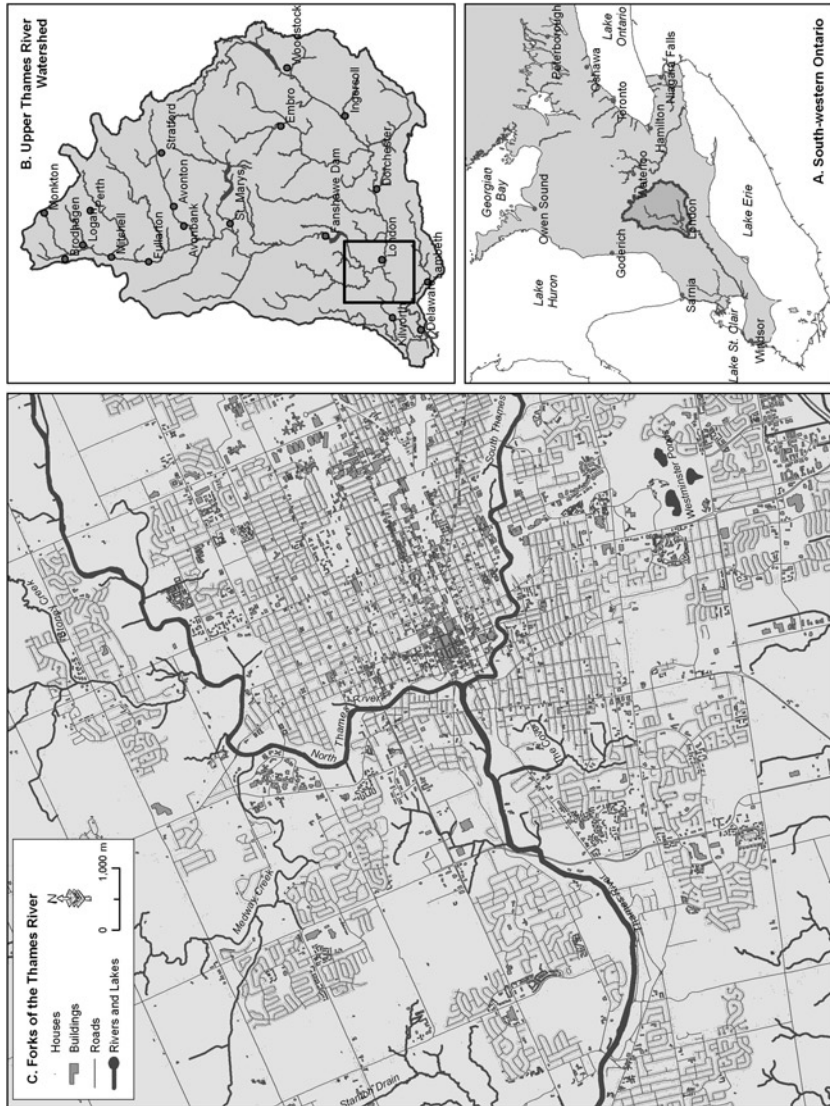 C. Forks of the Thames River
Houses
Buildings
Roads
Rivers and Lakes
N
0
1,000 m
Stoney Creek
Medway Creek
North Thames
River
South Thames
Thames River
Stanton Drain
Westminster Ponds
B. Upper Thames River
Watershed
Monkton
Brodhagen
Logan
Perth
Mitchell
Fullarton
Stratford
Avonton
Avonbank
St. Marys
Embro
Woodstock
Ingersoll
Fanshawe Dam
Dorchester
London
Kilworth
Delaware
Lambeth
A. South-western Ontario
Georgian
Bay
Owen Sound
Lake
Huron
Goderich
Peterborough
Oshawa
Toronto
Lake
Ontario
Hamilton
Niagara Falls
Waterloo
London
Sarnia
Lake St. Clair
Windsor
Lake Erie